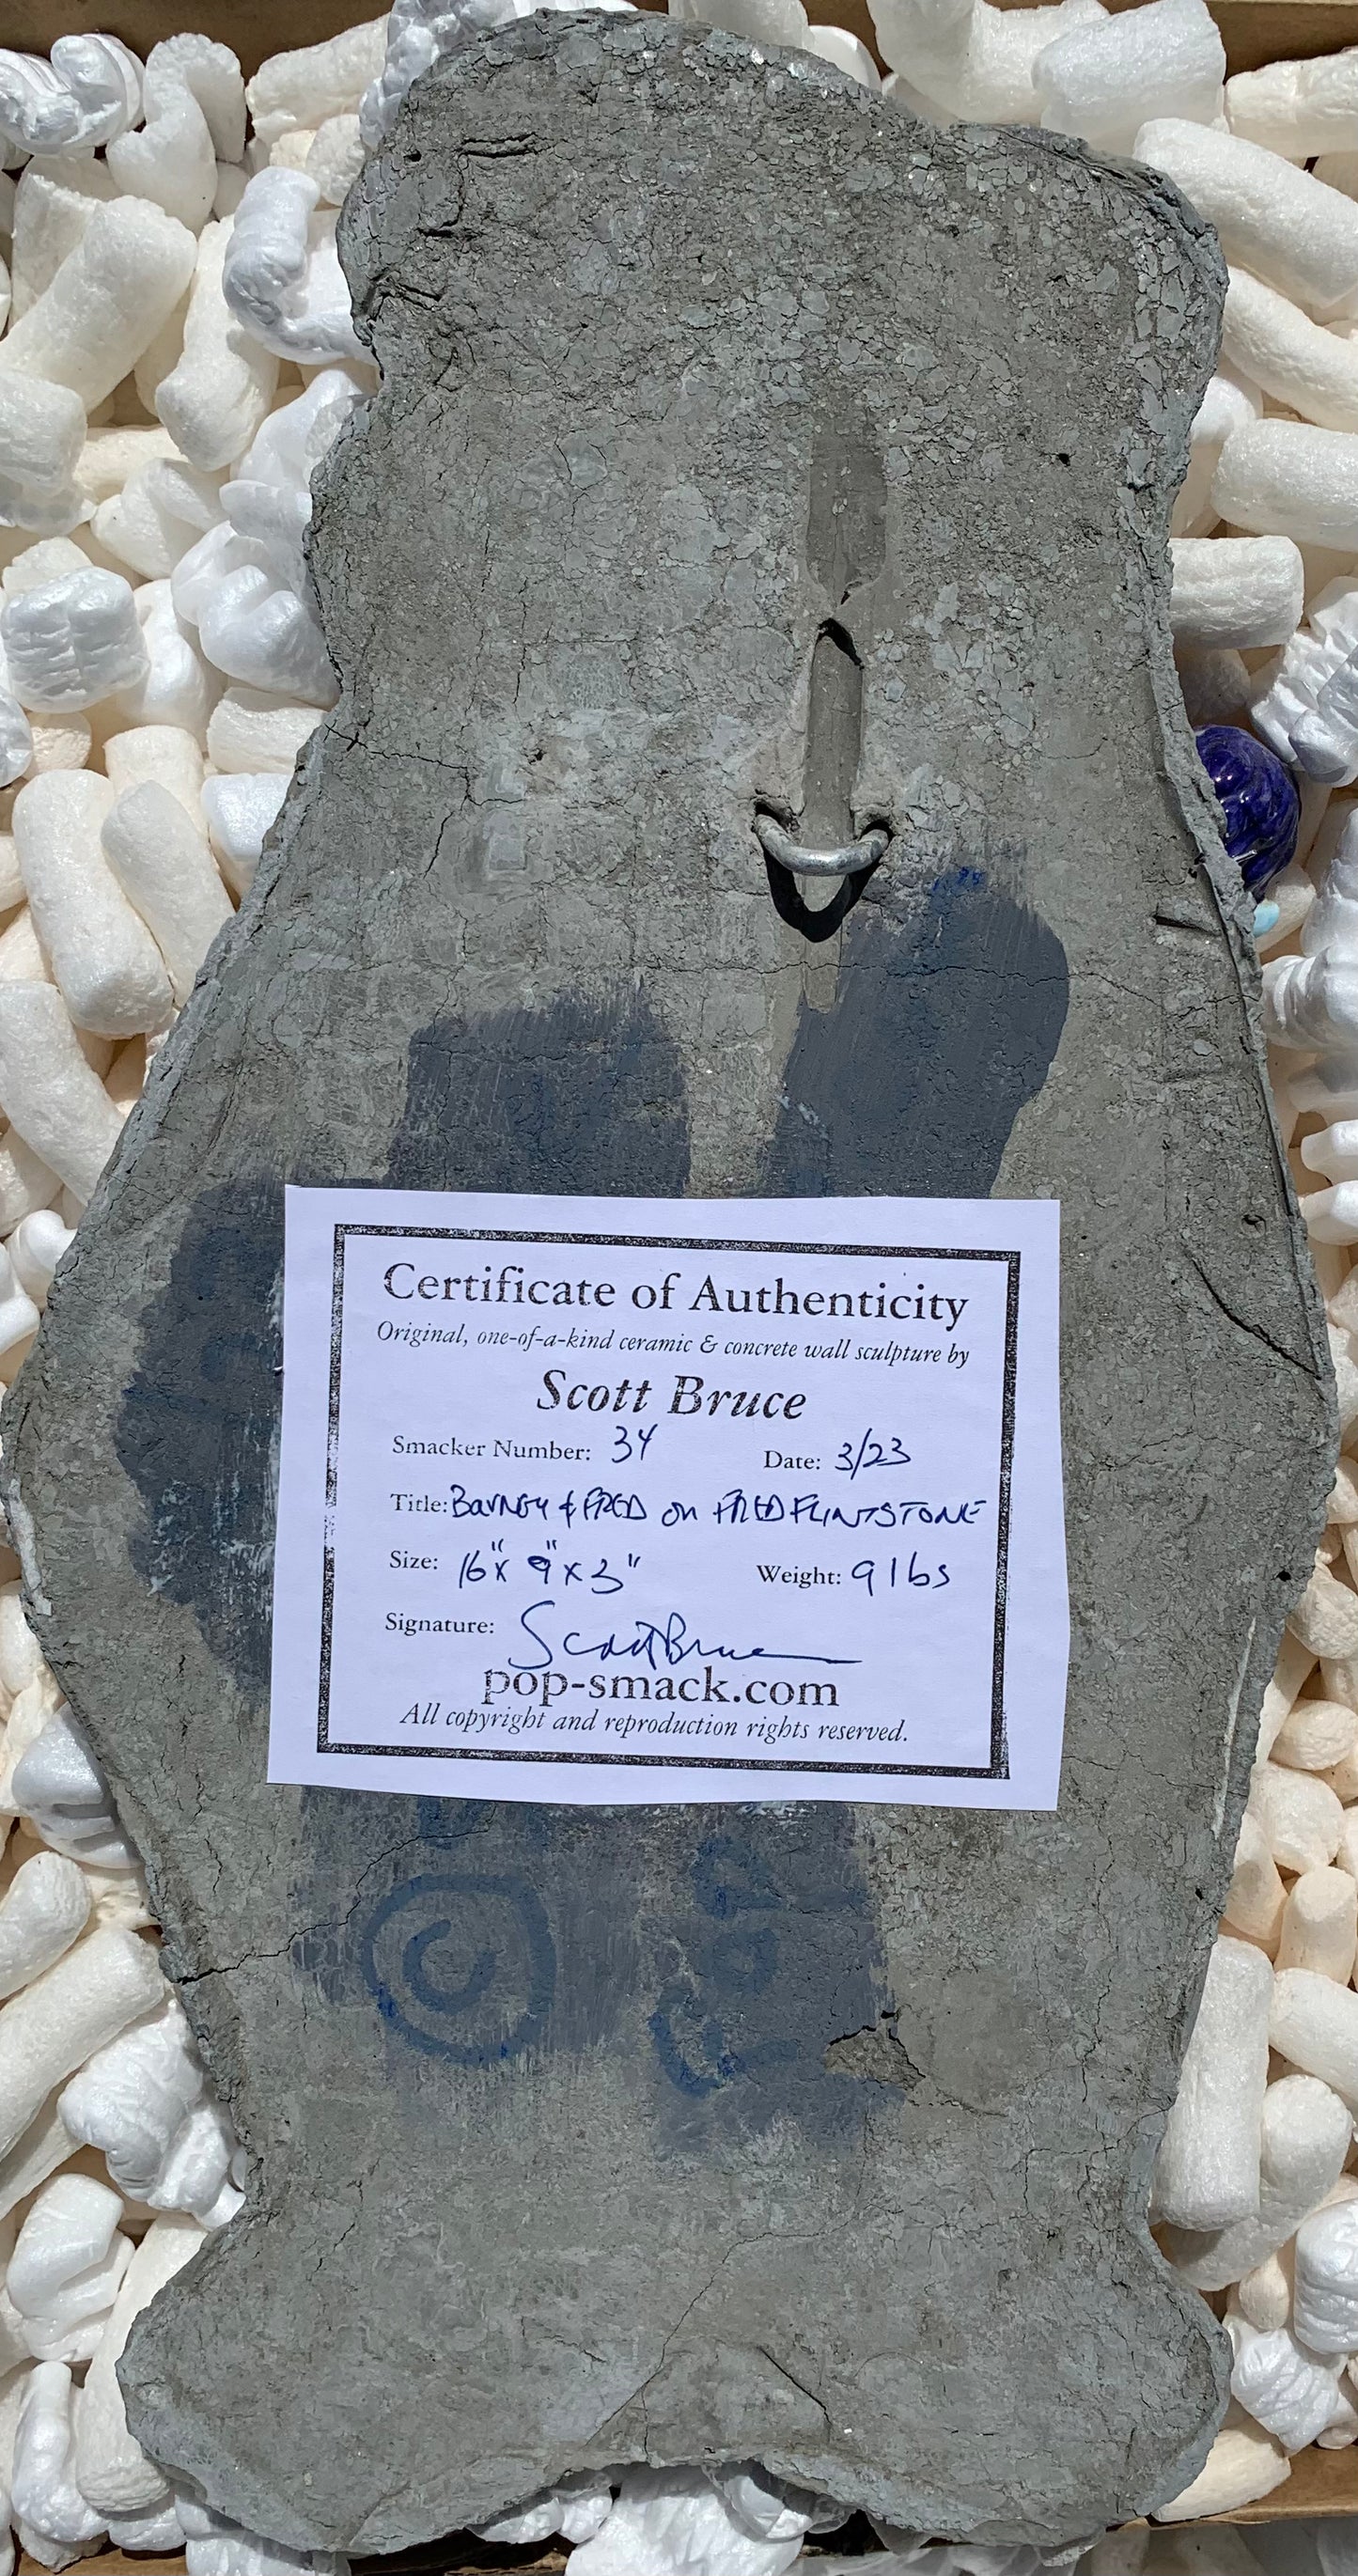 Certificate of Authenticity
Original, one-of-a-kind ceramic & concrete wall sculpture by
Scott Bruce
Smacker Number: 34 Date: 3/23
Title: Barney & FRED on FRED FLINTSTONE
Size: 16" x 9" x 3" Weight: 9 lbs
Signature: Scott Bruce
pop-smack.com
All copyright and reproduction rights reserved.
©